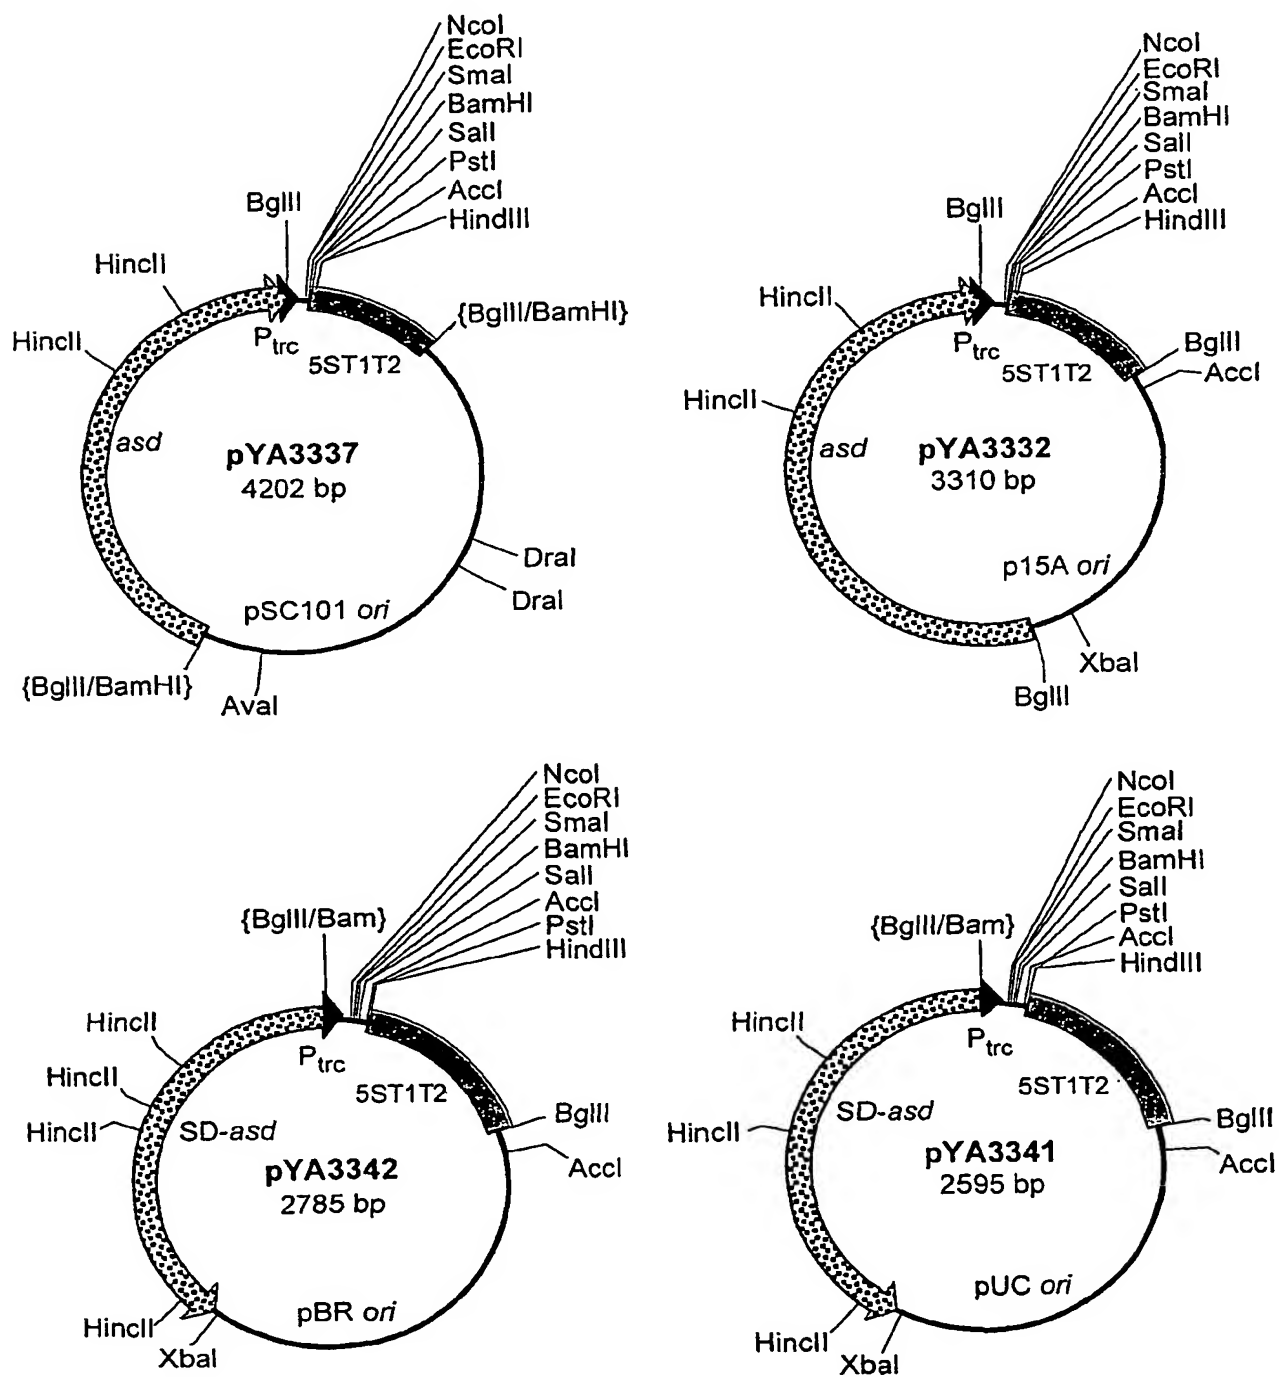 NcoI
EcoRI
SmaI
BamHI
SalI
PstI
AccI
HindIII
BglII
HincII
HincII
{BglII/BamHI}
Ptrc
5ST1T2
asd
pYA3337
4202 bp
DraI
DraI
pSC101 ori
{BglII/BamHI}
AvaI
NcoI
EcoRI
SmaI
BamHI
SalI
PstI
AccI
HindIII
BglII
HincII
Ptrc
5ST1T2
BglII
AccI
HincII
asd
pYA3332
3310 bp
p15A ori
XbaI
BglII
NcoI
EcoRI
SmaI
BamHI
SalI
AccI
PstI
HindIII
{BglII/Bam}
HincII
Ptrc
HincII
5ST1T2
HincII
SD-asd
BglII
AccI
pYA3342
2785 bp
pBR ori
HincII
XbaI
NcoI
EcoRI
SmaI
BamHI
SalI
PstI
AccI
HindIII
{BglII/Bam}
HincII
Ptrc
5ST1T2
HincII
SD-asd
BglII
AccI
pYA3341
2595 bp
pUC ori
HincII
XbaI